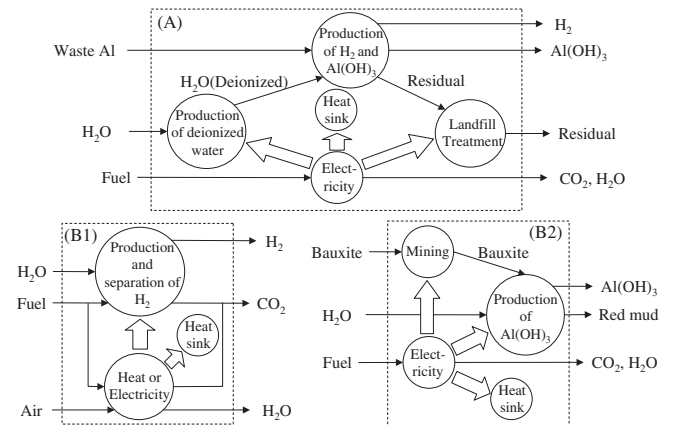 (A)
Waste Al
Production
of H₂ and
Al(OH)₃
H₂
Al(OH)₃
H₂O(Deionized)
Residual
Heat
sink
H₂O
Production
of deionized
water
Landfill
Treatment
Residual
Fuel
Elect-
ricity
CO₂, H₂O
(B1)
Production
and
separation of
H₂
H₂
H₂O
Fuel
CO₂
Heat
sink
Heat or
Electricity
Air
H₂O
(B2)
Bauxite
Mining
Bauxite
Production
of
Al(OH)₃
Al(OH)₃
Red mud
H₂O
Fuel
Elect-
ricity
CO₂, H₂O
Heat
sink